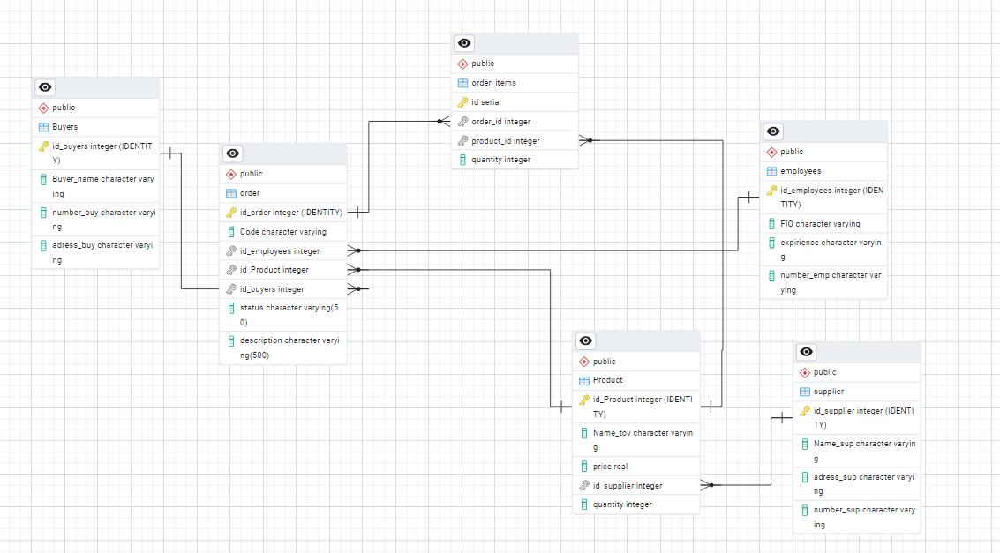 public
Buyers
id_buyers integer (IDENTIT
Y)
Buyer_name character vary
ing
number_buy character varyi
ng
adress_buy character varyi
ng
public
order
id_order integer (IDENTITY)
Code character varying
id_employees integer
id_Product integer
id_buyers integer
status character varying(5
0)
description character varyi
ng(500)
public
order_items
id serial
order_id integer
product_id integer
quantity integer
public
employees
id_employees integer (IDEN
TITY)
FIO character varying
expirience character varyin
g
number_emp character var
ying
public
Product
id_Product integer (IDENTI
TY)
Name_tov character varyin
g
price real
id_supplier integer
quantity integer
public
supplier
id_supplier integer (IDENTI
TY)
Name_sup character varyin
g
adress_sup character varyi
ng
number_sup character vary
ing